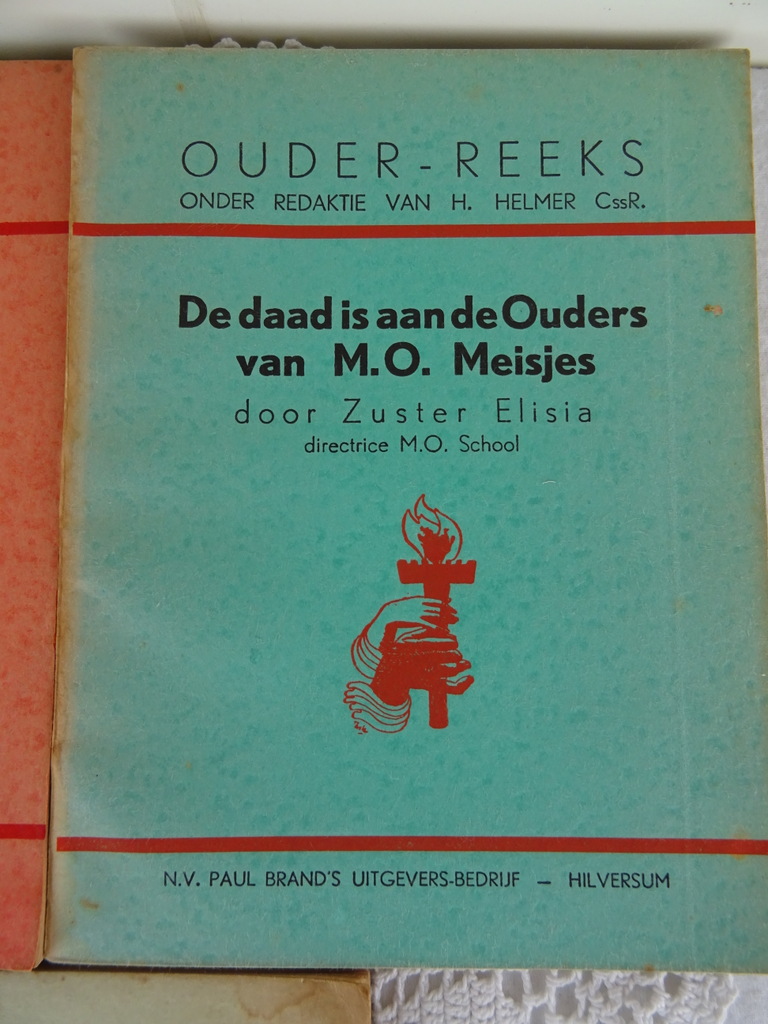 OUDER-REEKS
ONDER REDAKTIE VAN H. HELMER CssR.
De daad is aan de Ouders
van M.O. Meisjes
door Zuster Elisia
directrice M.O. School
N.V. PAUL BRAND'S UITGEVERS-BEDRIJF — HILVERSUM